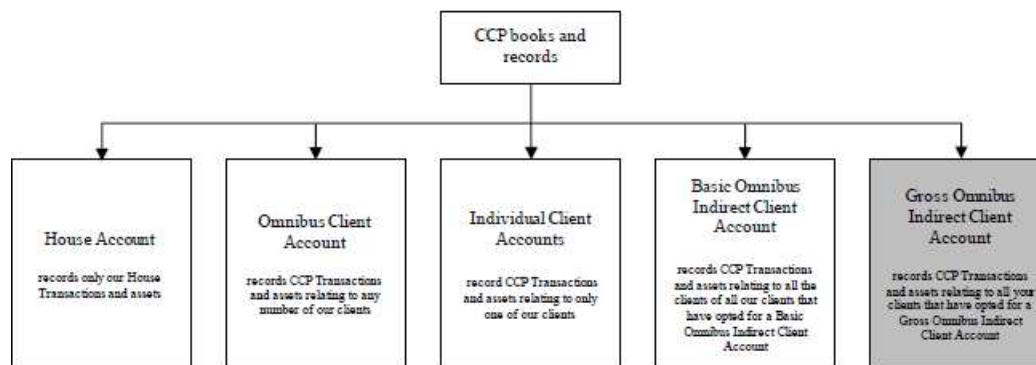 CCP books and
records
House Account
records only our House
Transactions and assets
Omnibus Client
Account
records CCP Transactions
and assets relating to any
number of our clients
Individual Client
Accounts
record CCP Transactions
and assets relating to only
one of our clients
Basic Omnibus
Indirect Client
Account
records CCP Transactions
and assets relating to all the
clients of all our clients that
have opted for a Basic
Omnibus Indirect Client
Account
Gross Omnibus
Indirect Client
Account
records CCP Transactions
and assets relating to all your
clients that have opted for a
Gross Omnibus Indirect
Client Account